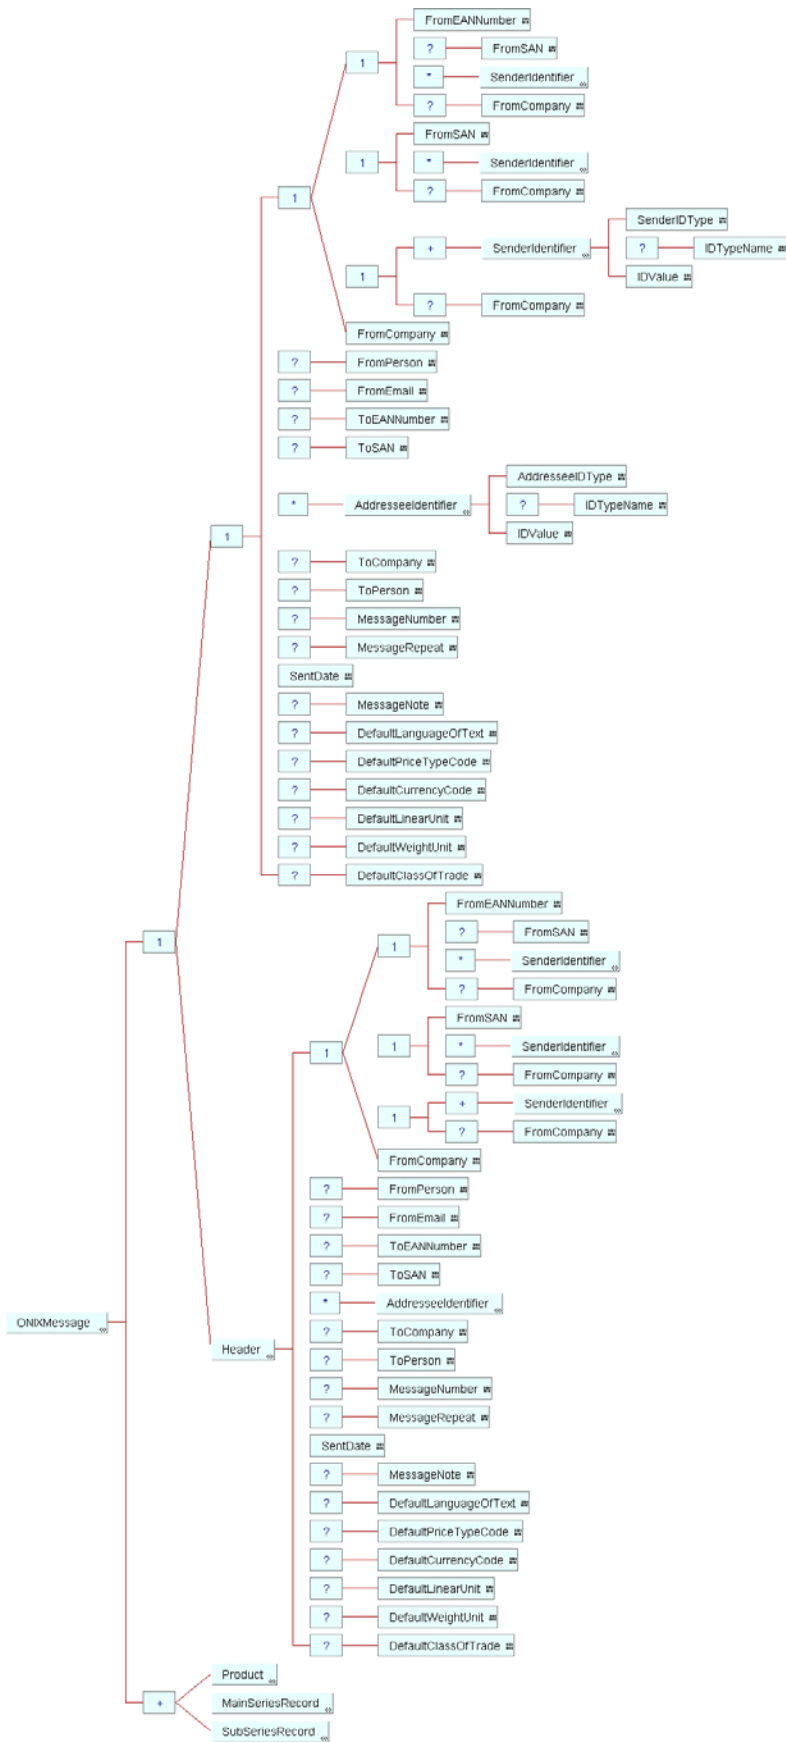 FromEANNumber
1
? FromSAN
* SenderIdentifier
? FromCompany
FromSAN
1
* SenderIdentifier
? FromCompany
1
SenderIDType
+ SenderIdentifier
? IDTypeName
1
IDValue
? FromCompany
FromCompany
? FromPerson
? FromEmail
? ToEANNumber
? ToSAN
AddresseeIDType
* AddresseeIdentifier
? IDTypeName
IDValue
1
? ToCompany
? ToPerson
? MessageNumber
? MessageRepeat
SentDate
? MessageNote
? DefaultLanguageOfText
? DefaultPriceTypeCode
? DefaultCurrencyCode
? DefaultLinearUnit
? DefaultWeightUnit
? DefaultClassOfTrade
1
FromEANNumber
1
? FromSAN
* SenderIdentifier
? FromCompany
FromSAN
1
* SenderIdentifier
1
? FromCompany
+ SenderIdentifier
1
? FromCompany
FromCompany
? FromPerson
? FromEmail
? ToEANNumber
? ToSAN
* AddresseeIdentifier
ONIXMessage
? ToCompany
Header
? ToPerson
? MessageNumber
? MessageRepeat
SentDate
? MessageNote
? DefaultLanguageOfText
? DefaultPriceTypeCode
? DefaultCurrencyCode
? DefaultLinearUnit
? DefaultWeightUnit
? DefaultClassOfTrade
Product
+ MainSeriesRecord
SubSeriesRecord